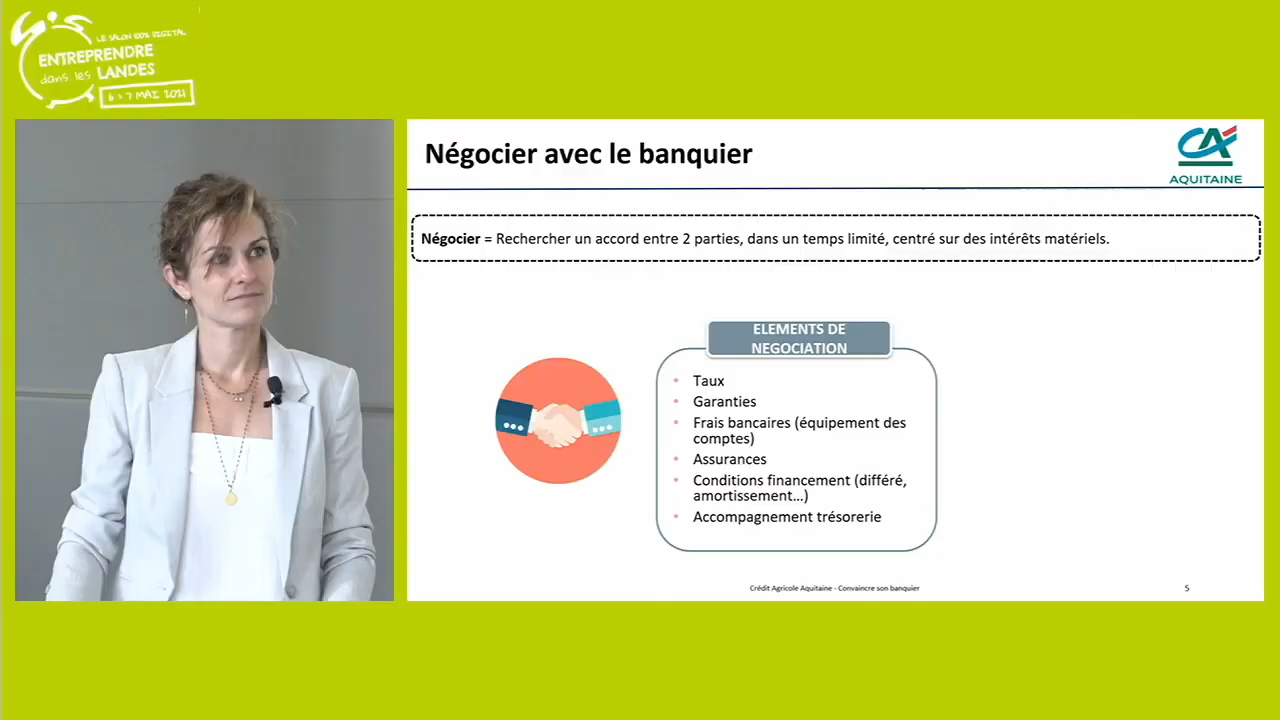 LE SALON 100% DIGITAL
ENTREPRENDRE
dans les LANDES
6 & 7 MAI 2021
Négocier avec le banquier
CA
AQUITAINE
Négocier = Rechercher un accord entre 2 parties, dans un temps limité, centré sur des intérêts matériels.
ELEMENTS DE
NEGOCIATION
• Taux
• Garanties
• Frais bancaires (équipement des
comptes)
• Assurances
• Conditions financement (différé,
amortissement…)
• Accompagnement trésorerie
Crédit Agricole Aquitaine - Convaincre son banquier
5